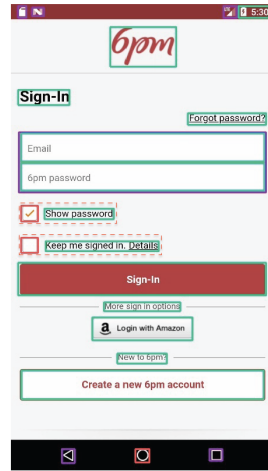 5:30
6pm
Sign-In
Forgot password?
Email
6pm password
Show password
Keep me signed in. Details
Sign-In
More sign in options
a Login with Amazon
New to 6pm?
Create a new 6pm account